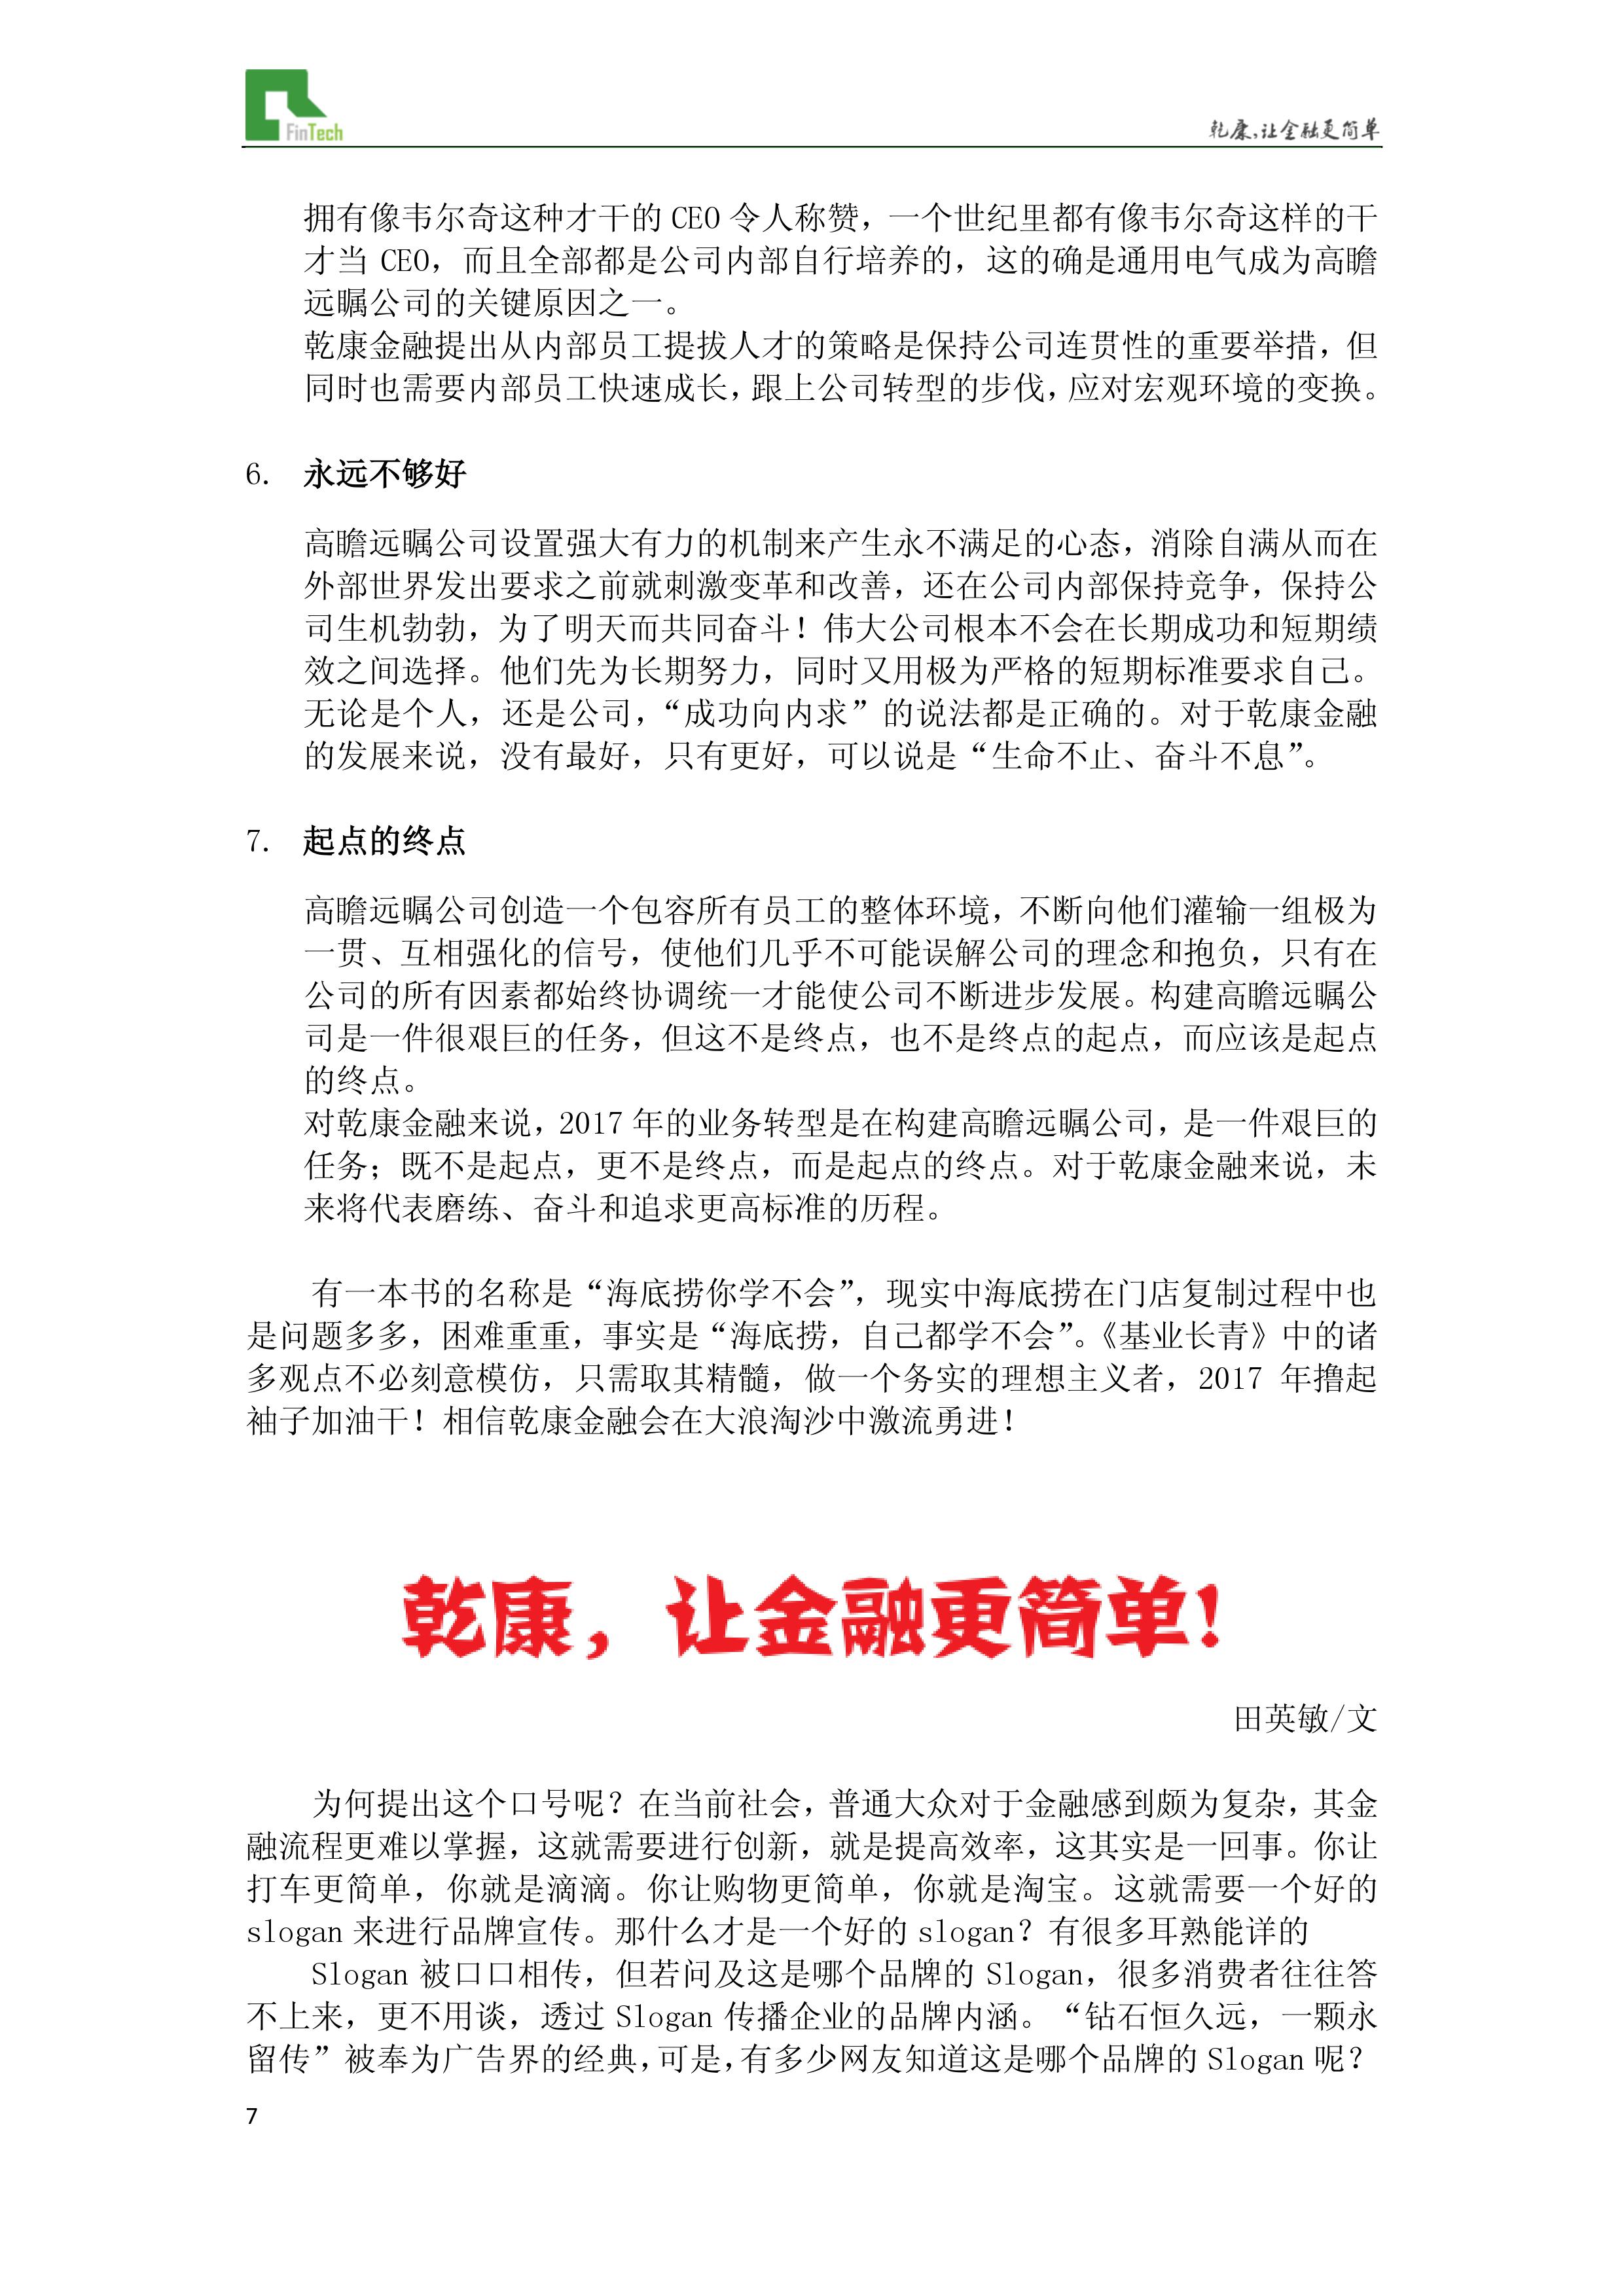 FinTech
乾康,让金融更简单
拥有像韦尔奇这种才干的 CEO 令人称赞，一个世纪里都有像韦尔奇这样的干
才当 CEO，而且全部都是公司内部自行培养的，这的确是通用电气成为高瞻
远瞩公司的关键原因之一。
乾康金融提出从内部员工提拔人才的策略是保持公司连贯性的重要举措，但
同时也需要内部员工快速成长，跟上公司转型的步伐，应对宏观环境的变换。
6. 永远不够好
高瞻远瞩公司设置强大有力的机制来产生永不满足的心态，消除自满从而在
外部世界发出要求之前就刺激变革和改善，还在公司内部保持竞争，保持公
司生机勃勃，为了明天而共同奋斗！伟大公司根本不会在长期成功和短期绩
效之间选择。他们先为长期努力，同时又用极为严格的短期标准要求自己。
无论是个人，还是公司，“成功向内求”的说法都是正确的。对于乾康金融
的发展来说，没有最好，只有更好，可以说是“生命不止、奋斗不息”。
7. 起点的终点
高瞻远瞩公司创造一个包容所有员工的整体环境，不断向他们灌输一组极为
一贯、互相强化的信号，使他们几乎不可能误解公司的理念和抱负，只有在
公司的所有因素都始终协调统一才能使公司不断进步发展。构建高瞻远瞩公
司是一件很艰巨的任务，但这不是终点，也不是终点的起点，而应该是起点
的终点。
对乾康金融来说，2017 年的业务转型是在构建高瞻远瞩公司，是一件艰巨的
任务；既不是起点，更不是终点，而是起点的终点。对于乾康金融来说，未
来将代表磨练、奋斗和追求更高标准的历程。
有一本书的名称是“海底捞你学不会”，现实中海底捞在门店复制过程中也
是问题多多，困难重重，事实是“海底捞，自己都学不会”。《基业长青》中的诸
多观点不必刻意模仿，只需取其精髓，做一个务实的理想主义者，2017 年撸起
袖子加油干！相信乾康金融会在大浪淘沙中激流勇进！
乾康，让金融更简单！
田英敏/文
为何提出这个口号呢？在当前社会，普通大众对于金融感到颇为复杂，其金
融流程更难以掌握，这就需要进行创新，就是提高效率，这其实是一回事。你让
打车更简单，你就是滴滴。你让购物更简单，你就是淘宝。这就需要一个好的
slogan 来进行品牌宣传。那什么才是一个好的 slogan？有很多耳熟能详的
Slogan 被口口相传，但若问及这是哪个品牌的 Slogan，很多消费者往往答
不上来，更不用谈，透过 Slogan 传播企业的品牌内涵。“钻石恒久远，一颗永
留传”被奉为广告界的经典，可是，有多少网友知道这是哪个品牌的 Slogan 呢？
7